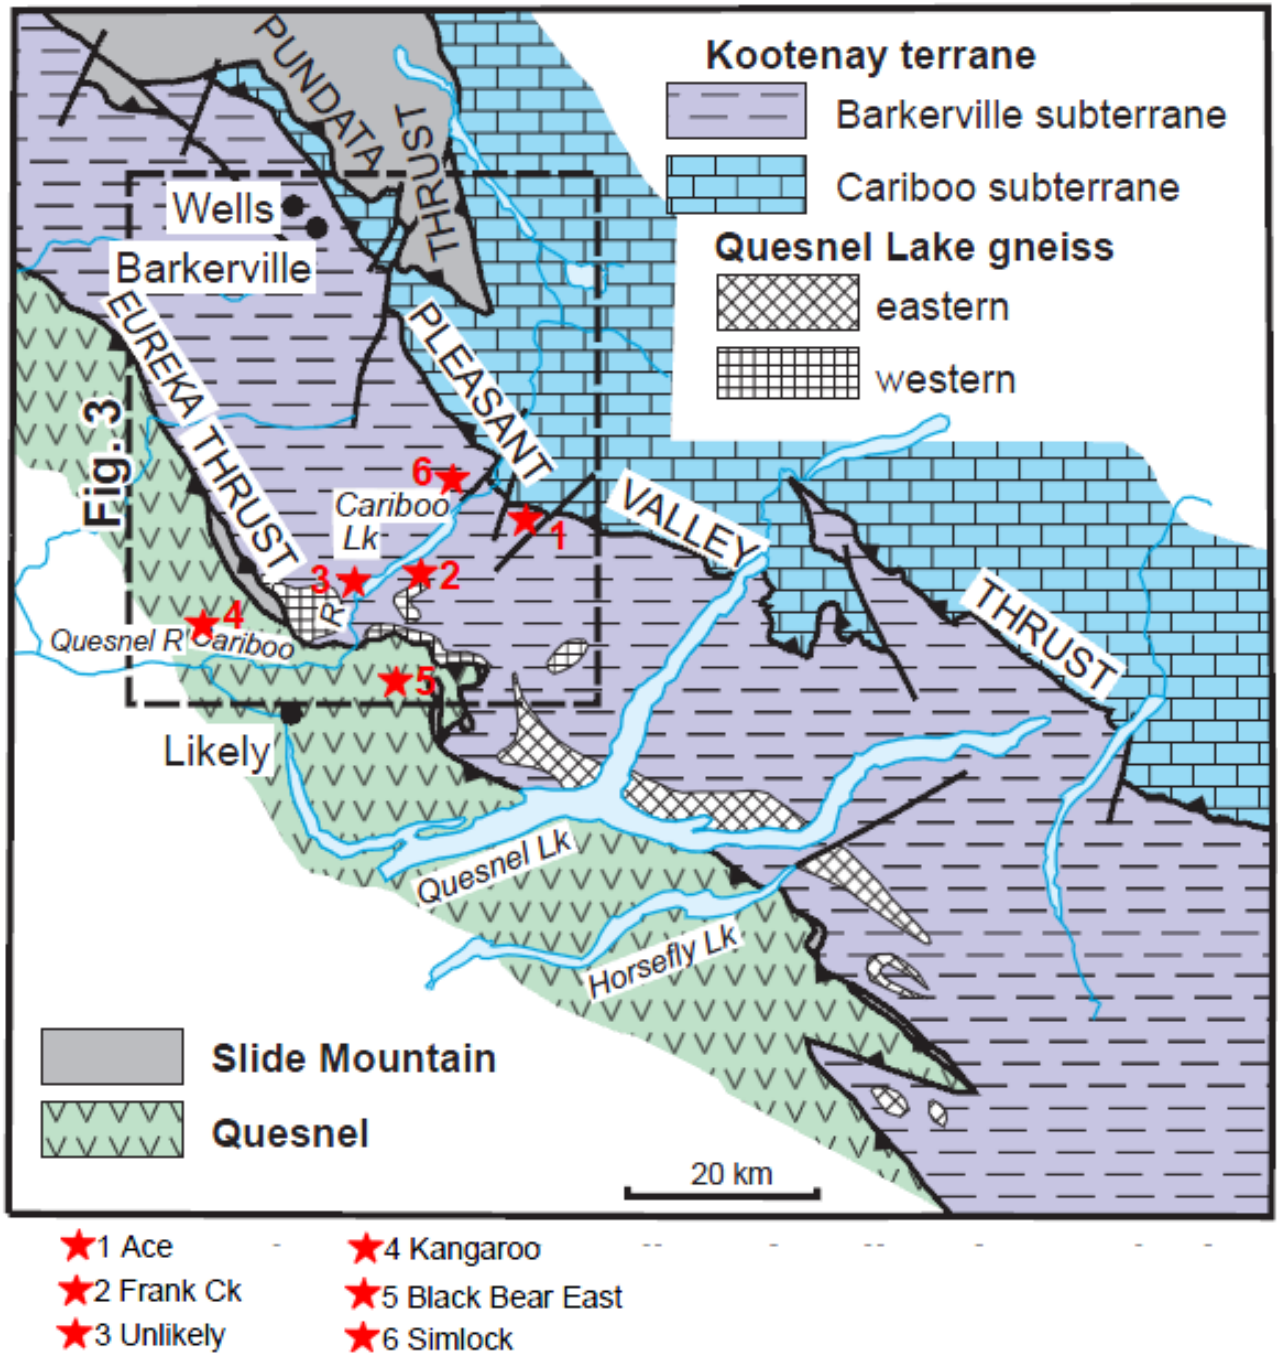 Kootenay terrane
Barkerville subterrane
Cariboo subterrane
Quesnel Lake gneiss
eastern
western
PUNDATA
THRUST
Wells
Barkerville
EUREKA THRUST
PLEASANT
VALLEY
THRUST
Fig. 3
6
Cariboo
Lk
1
3
2
R
4
Quesnel R
Cariboo
5
Likely
Quesnel Lk
Horsefly Lk
Slide Mountain
Quesnel
20 km
1 Ace
2 Frank Ck
3 Unlikely
4 Kangaroo
5 Black Bear East
6 Simlock